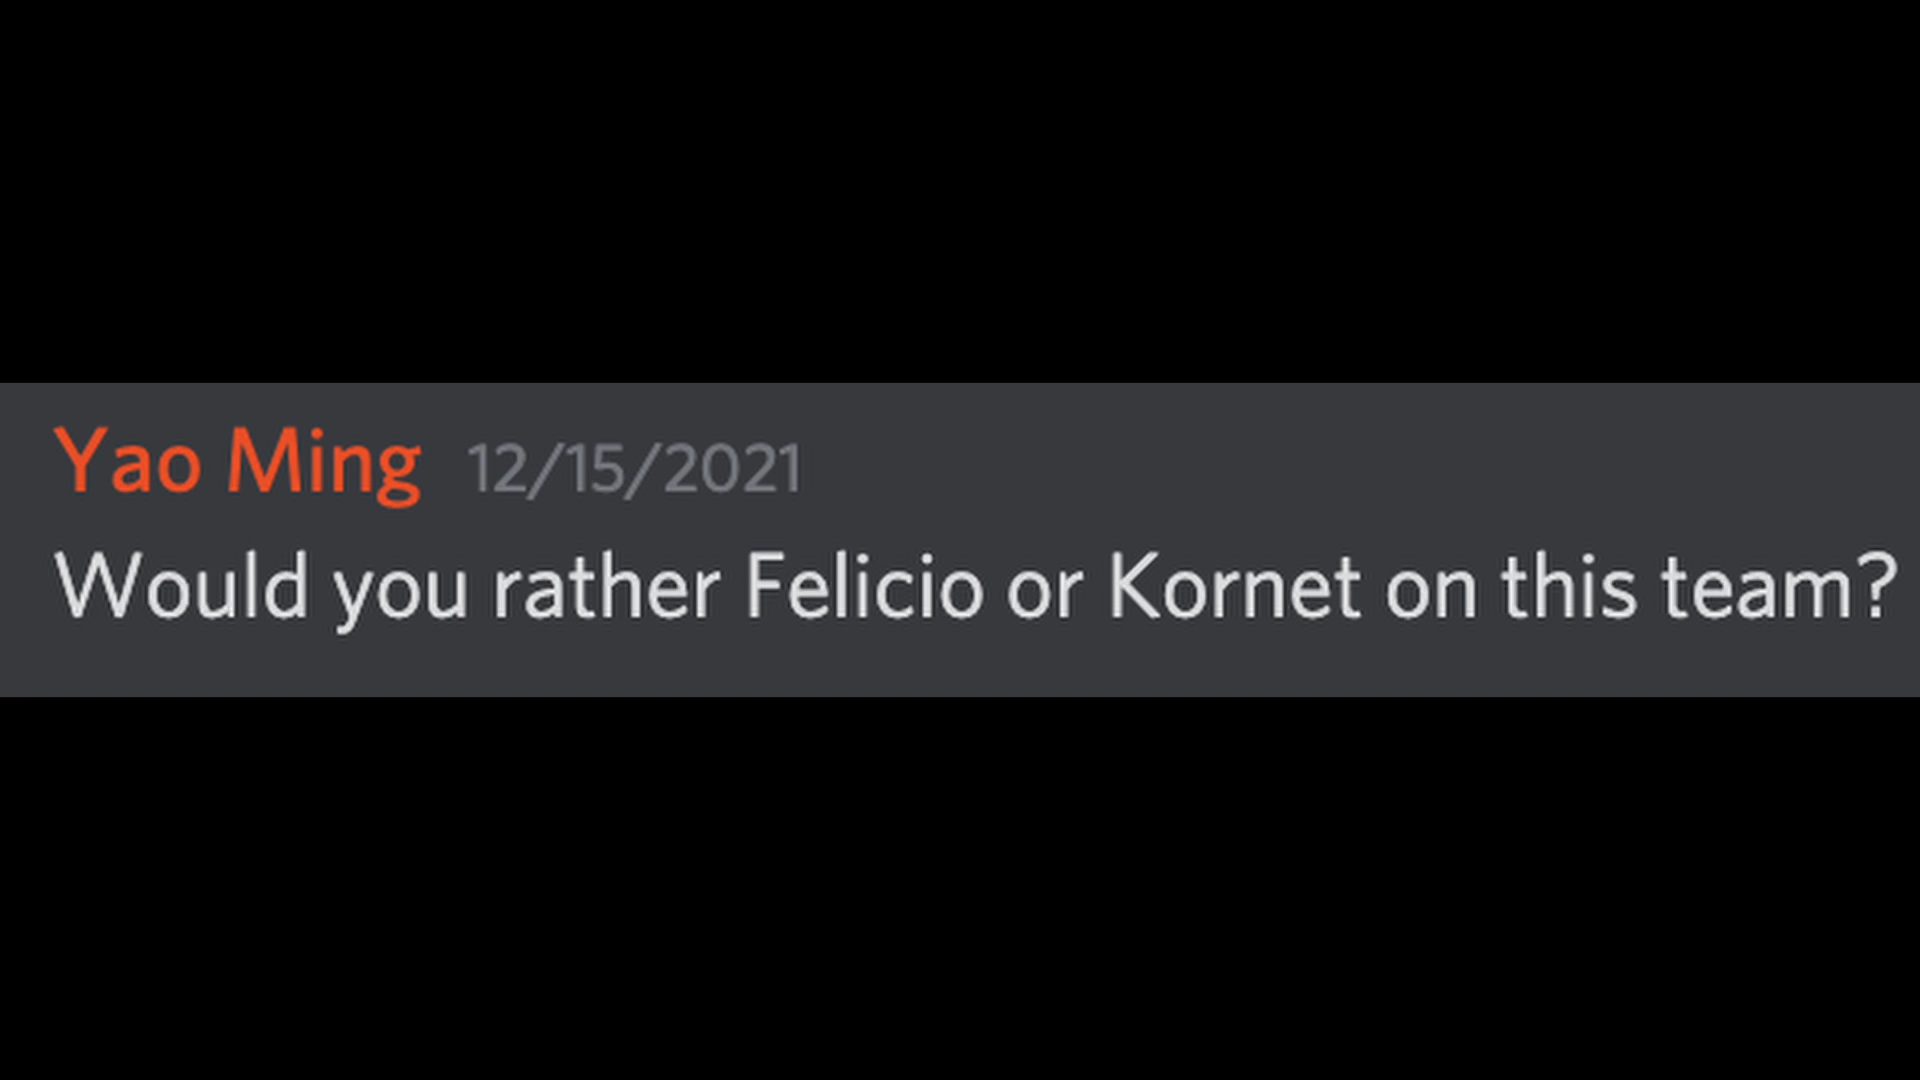 Yao Ming 12/15/2021
Would you rather Felicio or Kornet on this team?